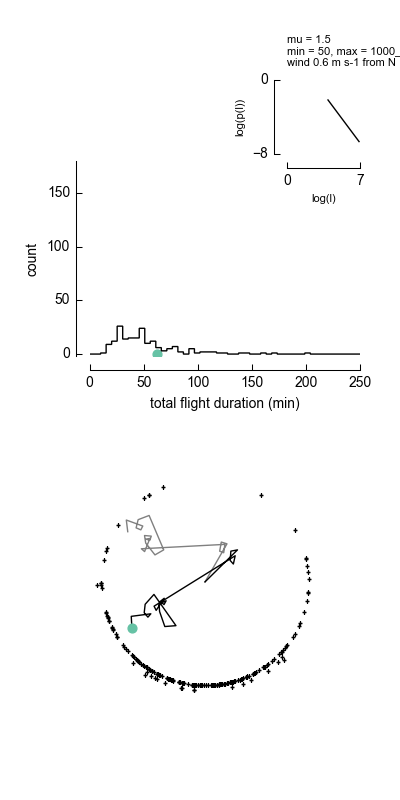 mu = 1.5
min = 50, max = 1000_
wind 0.6 m s-1 from N
0
log(p(l))
−8
0
7
log(l)
150
100
50
0
count
0
50
100
150
200
250
total flight duration (min)